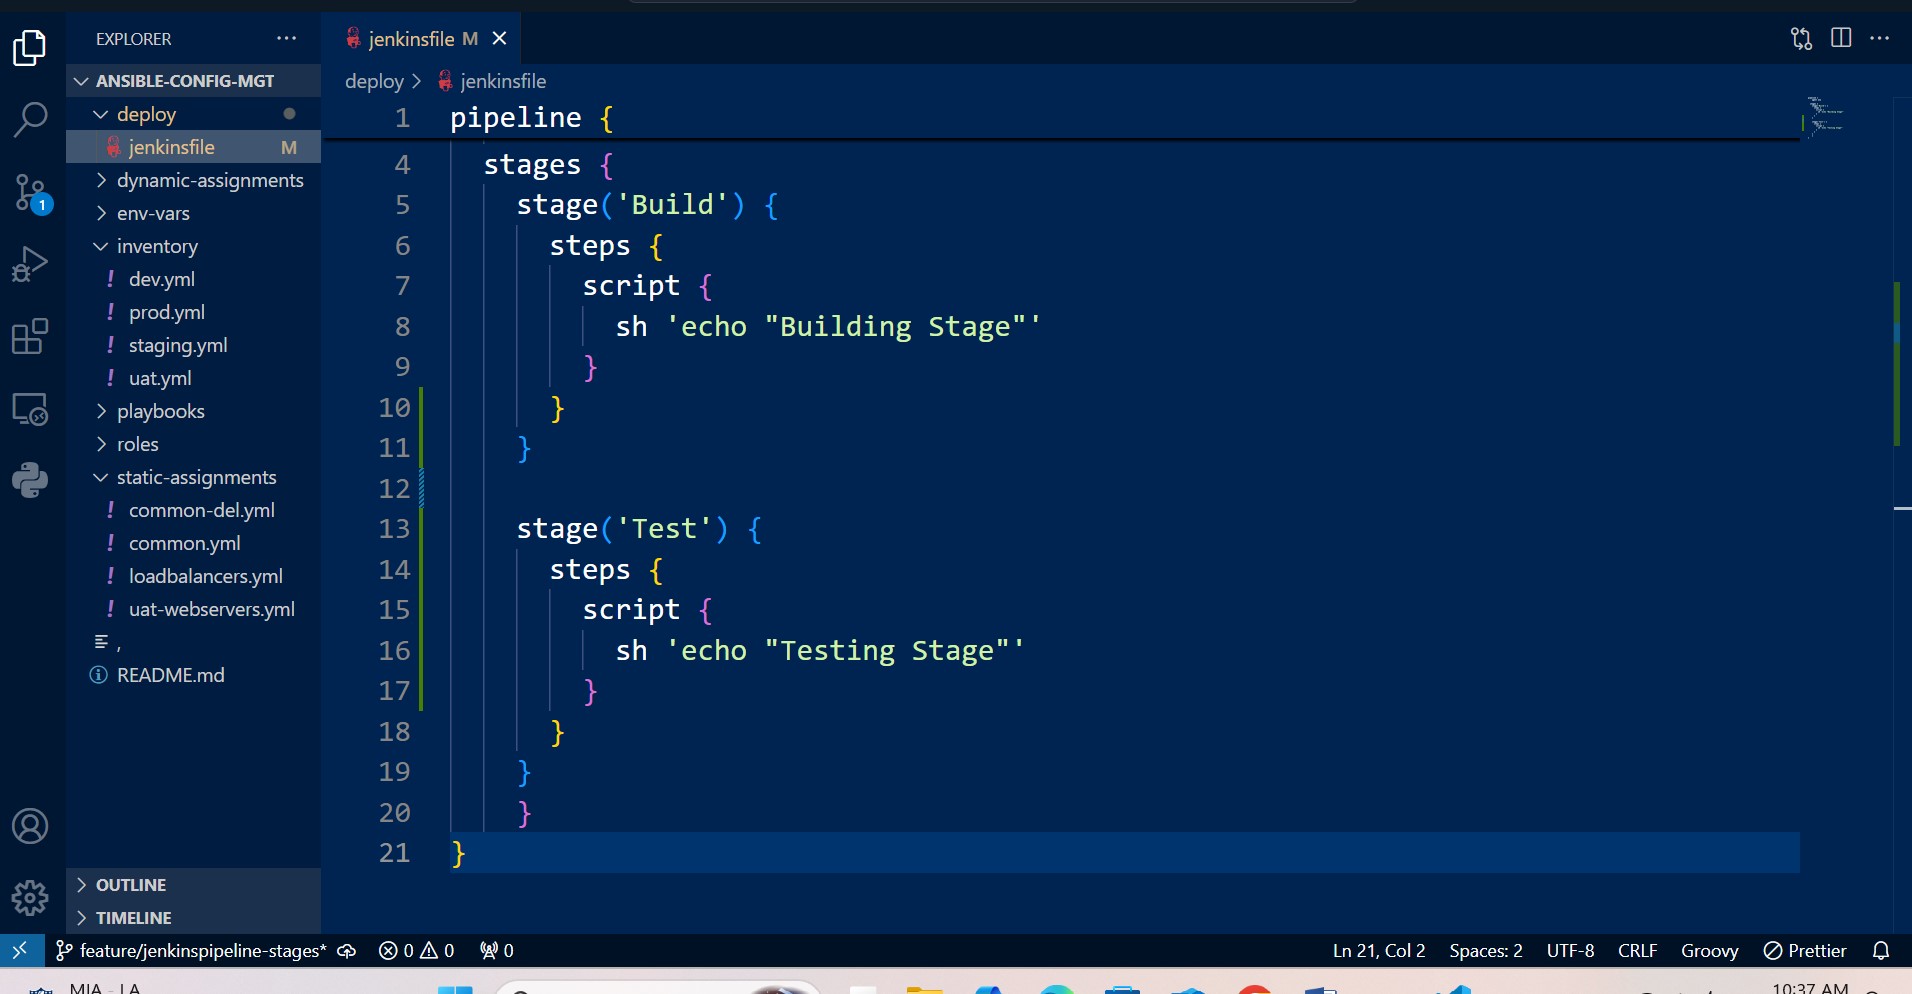 EXPLORER
ANSIBLE-CONFIG-MGT
deploy
jenkinsfile M
dynamic-assignments
env-vars
inventory
! dev.yml
! prod.yml
! staging.yml
! uat.yml
playbooks
roles
static-assignments
! common-del.yml
! common.yml
! loadbalancers.yml
! uat-webservers.yml
,
README.md
OUTLINE
TIMELINE
1
jenkinsfile M
deploy > jenkinsfile
1 pipeline {
4 stages {
5 stage('Build') {
6 steps {
7 script {
8 sh 'echo "Building Stage"'
9 }
10 }
11 }
12
13 stage('Test') {
14 steps {
15 script {
16 sh 'echo "Testing Stage"'
17 }
18 }
19 }
20 }
21 }
feature/jenkinspipeline-stages* 0 0 0 Ln 21, Col 2 Spaces: 2 UTF-8 CRLF Groovy Prettier
MIA - LA 10:37 AM